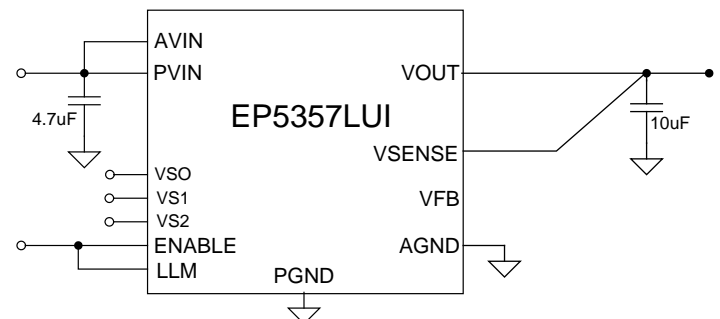 AVIN
PVIN
VOUT
4.7uF
EP5357LUI
10uF
VSENSE
VSO
VS1
VFB
VS2
ENABLE
AGND
LLM
PGND